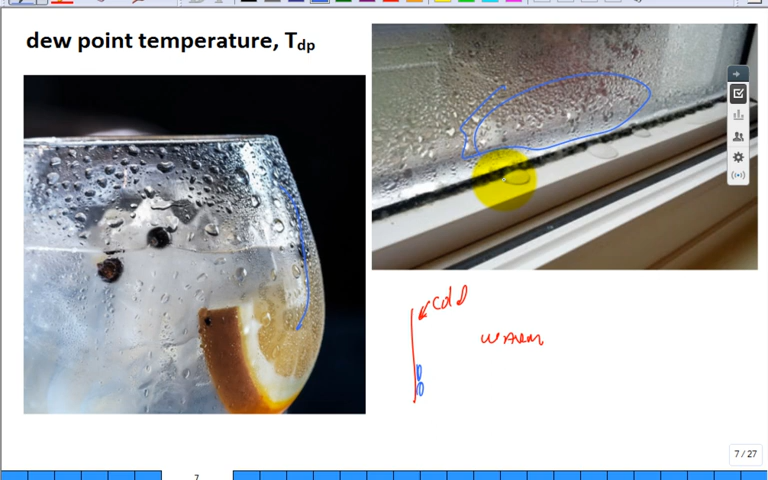 dew point temperature, Tdp
cold
warm
7 / 27
7